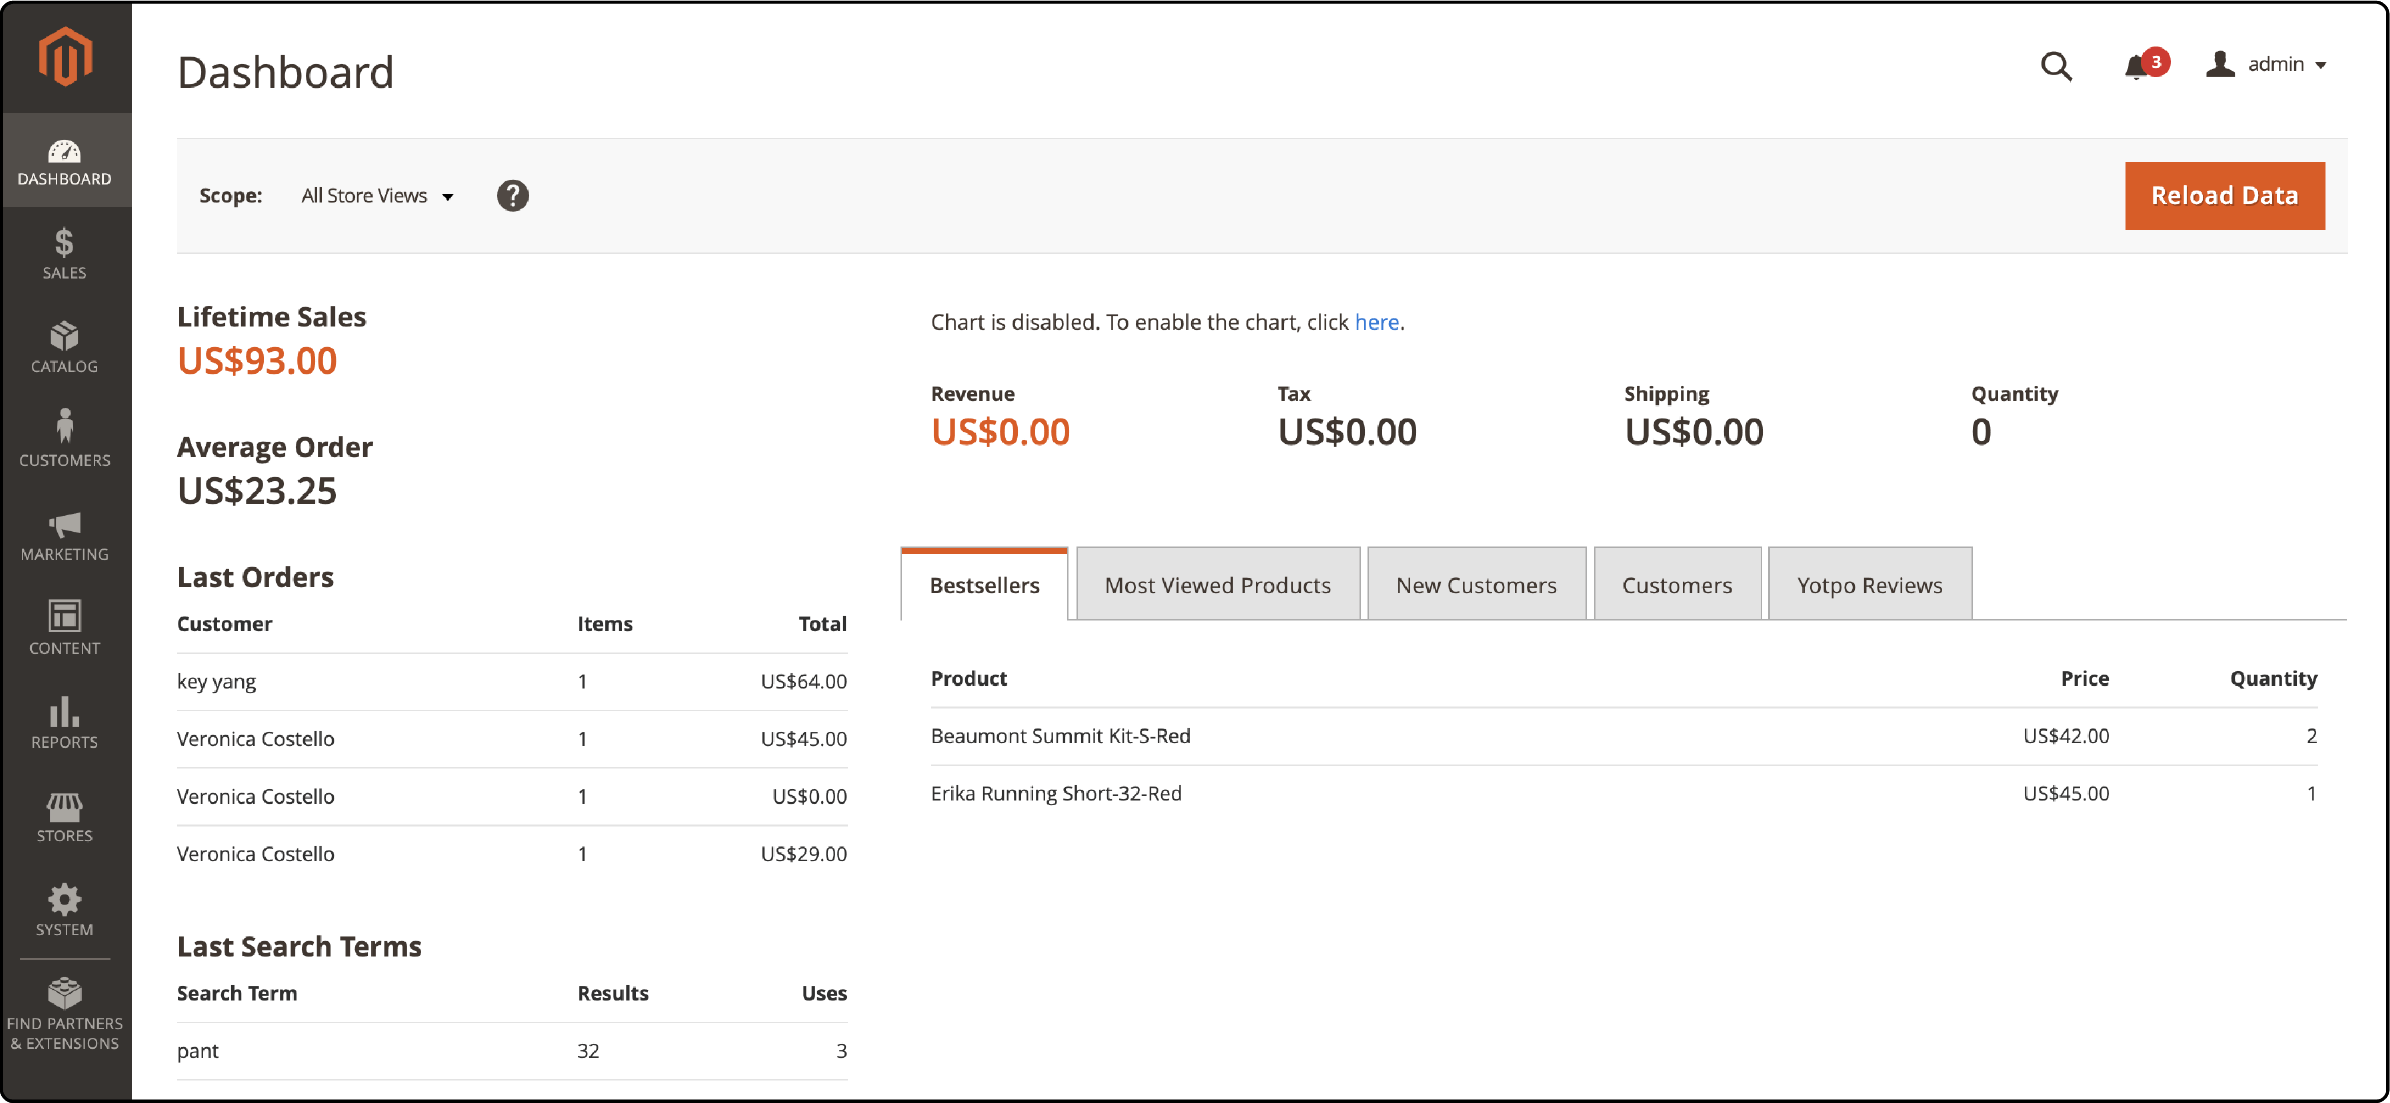 Dashboard
3
admin
DASHBOARD
SALES
CATALOG
CUSTOMERS
MARKETING
CONTENT
REPORTS
STORES
SYSTEM
FIND PARTNERS
& EXTENSIONS
Scope: All Store Views ?
Reload Data
Lifetime Sales
US$93.00
Average Order
US$23.25
Last Orders
Customer Items Total
key yang 1 US$64.00
Veronica Costello 1 US$45.00
Veronica Costello 1 US$0.00
Veronica Costello 1 US$29.00
Last Search Terms
Search Term Results Uses
pant 32 3
Chart is disabled. To enable the chart, click here.
Revenue Tax Shipping Quantity
US$0.00 US$0.00 US$0.00 0
Bestsellers Most Viewed Products New Customers Customers Yotpo Reviews
Product Price Quantity
Beaumont Summit Kit-S-Red US$42.00 2
Erika Running Short-32-Red US$45.00 1